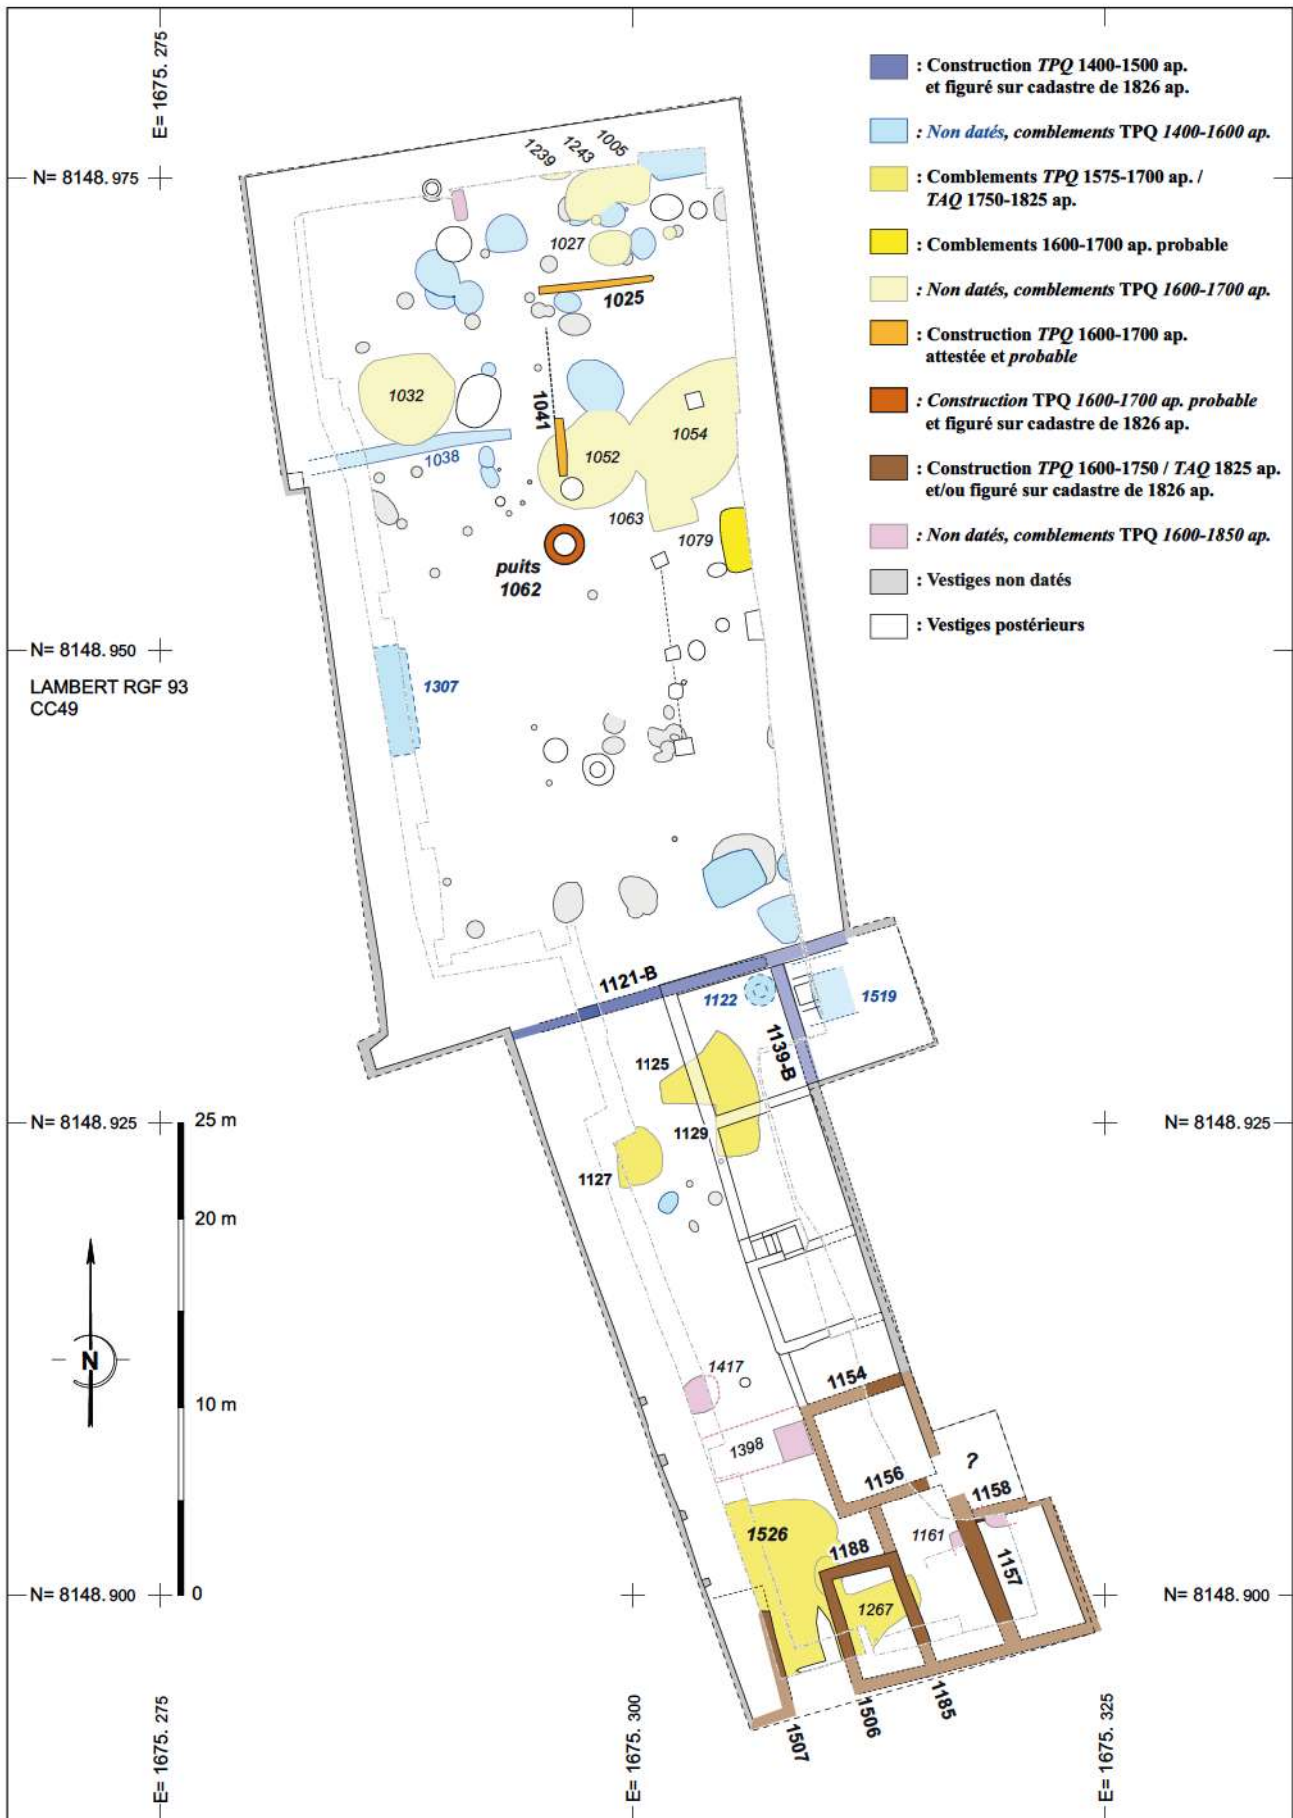 E= 1675. 275
: Construction TPQ 1400-1500 ap.
et figuré sur cadastre de 1826 ap.
: Non datés, comblements TPQ 1400-1600 ap.
: Comblements TPQ 1575-1700 ap. /
TAQ 1750-1825 ap.
: Comblements 1600-1700 ap. probable
: Non datés, comblements TPQ 1600-1700 ap.
: Construction TPQ 1600-1700 ap.
attestée et probable
: Construction TPQ 1600-1700 ap. probable
et figuré sur cadastre de 1826 ap.
: Construction TPQ 1600-1750 / TAQ 1825 ap.
et/ou figuré sur cadastre de 1826 ap.
: Non datés, comblements TPQ 1600-1850 ap.
: Vestiges non datés
: Vestiges postérieurs
N= 8148. 975
1239
1243
1005
1027
1025
1032
1041
1038
1052
1054
1063
1079
puits
1062
N= 8148. 950
LAMBERT RGF 93
CC49
1307
1121-B
1122
1519
1139-B
1125
1129
1127
N= 8148. 925
N= 8148. 925
25 m
20 m
10 m
0
N
1417
1154
1398
1156
?
1158
1526
1188
1161
1157
1267
N= 8148. 900
N= 8148. 900
1507
1506
1185
E= 1675. 275
E= 1675. 300
E= 1675. 325